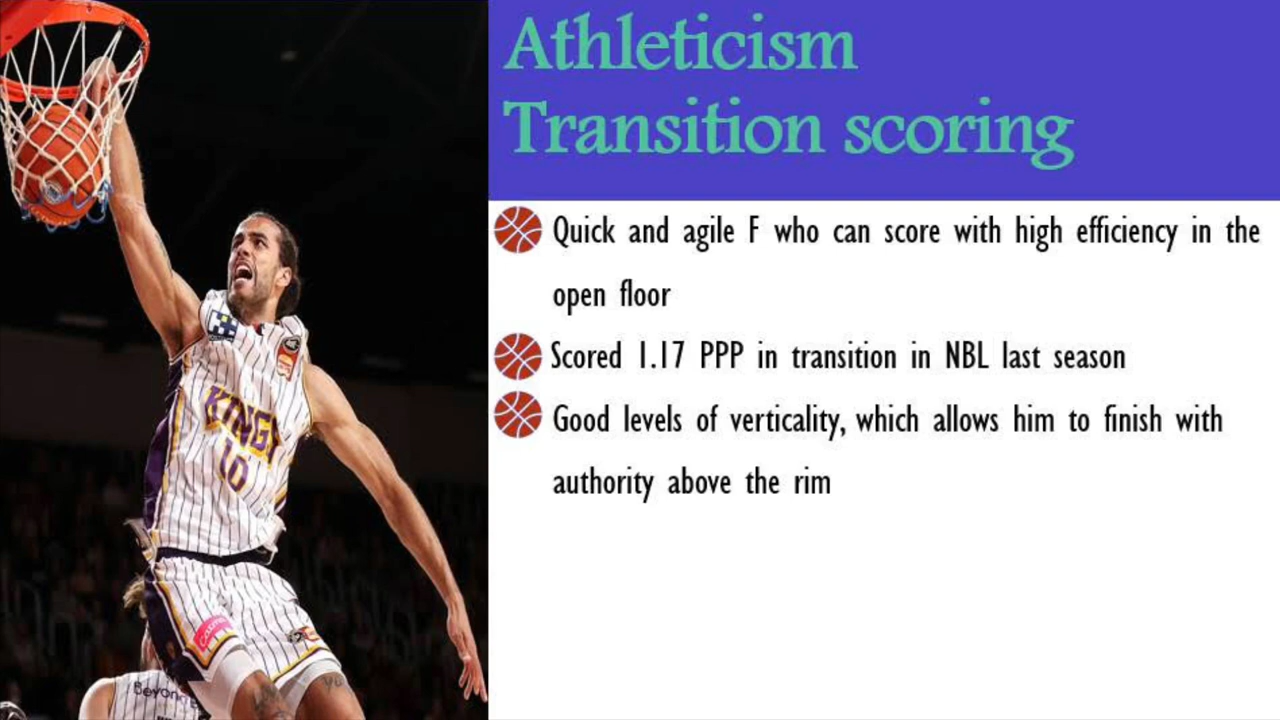 Athleticism
Transition scoring
Quick and agile F who can score with high efficiency in the
open floor
Scored 1.17 PPP in transition in NBL last season
Good levels of verticality, which allows him to finish with
authority above the rim
KINGS
10
Beyond